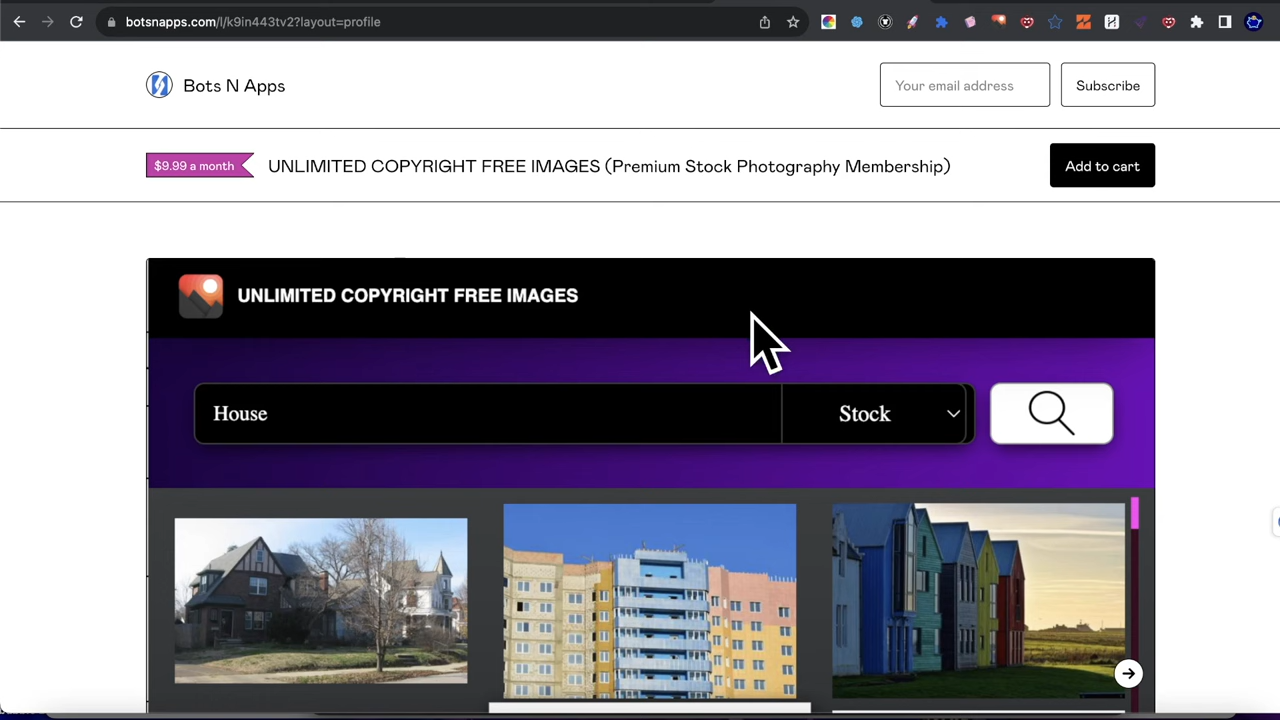 botsnapps.com/l/k9in443tv2?layout=profile
Bots N Apps
Your email address
Subscribe
$9.99 a month
UNLIMITED COPYRIGHT FREE IMAGES (Premium Stock Photography Membership)
Add to cart
UNLIMITED COPYRIGHT FREE IMAGES
House
Stock